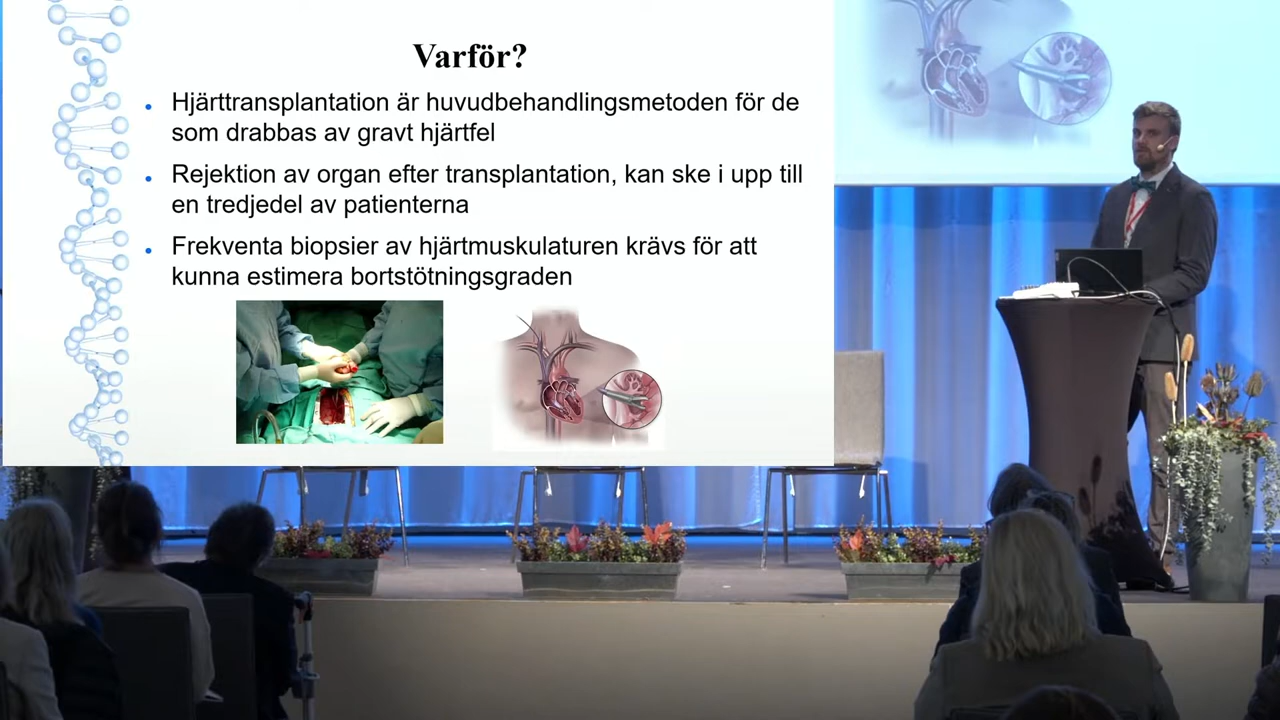 Varför?
Hjärttransplantation är huvudbehandlingsmetoden för de
som drabbas av gravt hjärtfel
Rejektion av organ efter transplantation, kan ske i upp till
en tredjedel av patienterna
Frekventa biopsier av hjärtmuskulaturen krävs för att
kunna estimera bortstötningsgraden